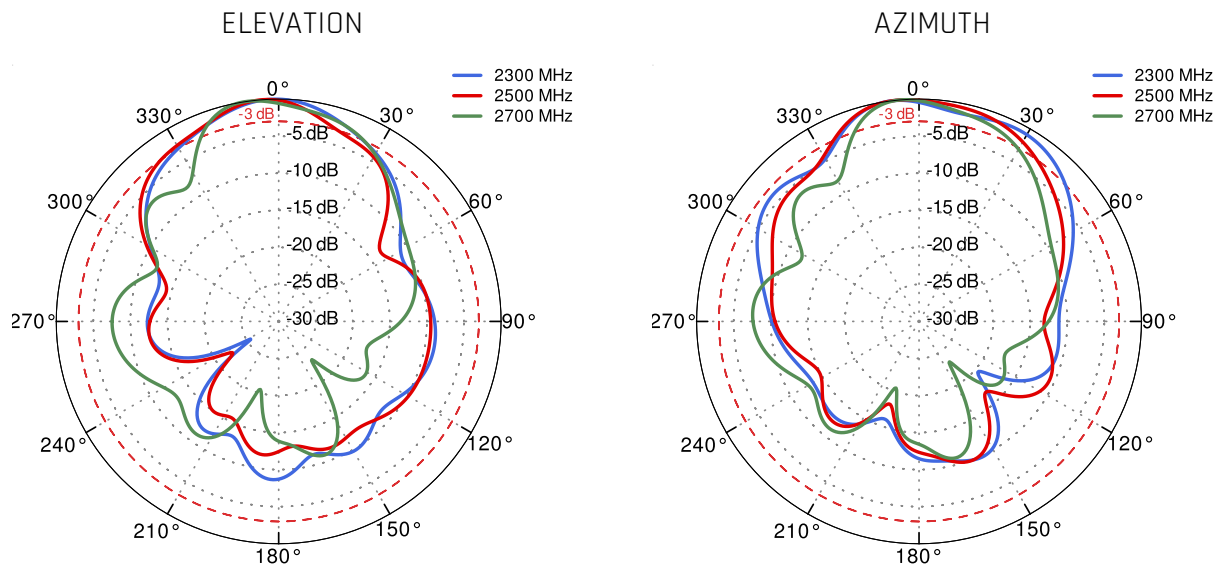 ELEVATION
2300 MHz
2500 MHz
2700 MHz
0°
-3 dB
330°
30°
-5 dB
-10 dB
300°
60°
-15 dB
-20 dB
-25 dB
270°
-30 dB
90°
240°
120°
210°
150°
180°
AZIMUTH
2300 MHz
2500 MHz
2700 MHz
0°
-3 dB
330°
30°
-5 dB
-10 dB
300°
60°
-15 dB
-20 dB
-25 dB
270°
-30 dB
90°
240°
120°
210°
150°
180°